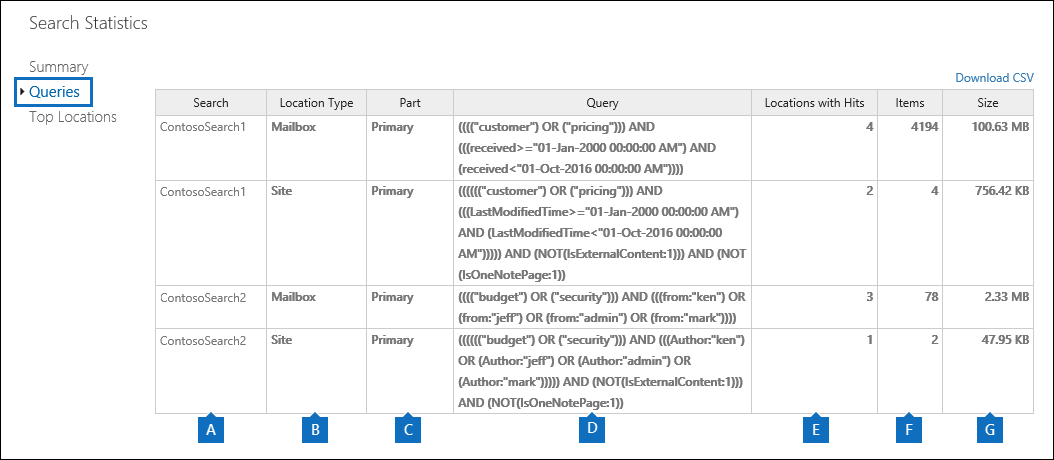 Search Statistics
Summary
Queries
Top Locations
Download CSV
Search Location Type Part Query Locations with Hits Items Size
ContosoSearch1 Mailbox Primary (((("customer") OR ("pricing"))) AND 4 4194 100.63 MB
(((received>="01-Jan-2000 00:00:00 AM") AND
(received<"01-Oct-2016 00:00:00 AM"))))
ContosoSearch1 Site Primary (((((("customer") OR ("pricing"))) AND 2 4 756.42 KB
(((LastModifiedTime>="01-Jan-2000 00:00:00 AM")
AND (LastModifiedTime<"01-Oct-2016 00:00:00
AM"))))) AND (NOT(IsExternalContent:1))) AND (NOT
(IsOneNotePage:1))
ContosoSearch2 Mailbox Primary (((("budget") OR ("security"))) AND (((from:"ken") OR 3 78 2.33 MB
(from:"jeff") OR (from:"admin") OR (from:"mark"))))
ContosoSearch2 Site Primary (((((("budget") OR ("security"))) AND (((Author:"ken") 1 2 47.95 KB
OR (Author:"jeff") OR (Author:"admin") OR
(Author:"mark"))))) AND (NOT(IsExternalContent:1)))
AND (NOT(IsOneNotePage:1))
A B C D E F G